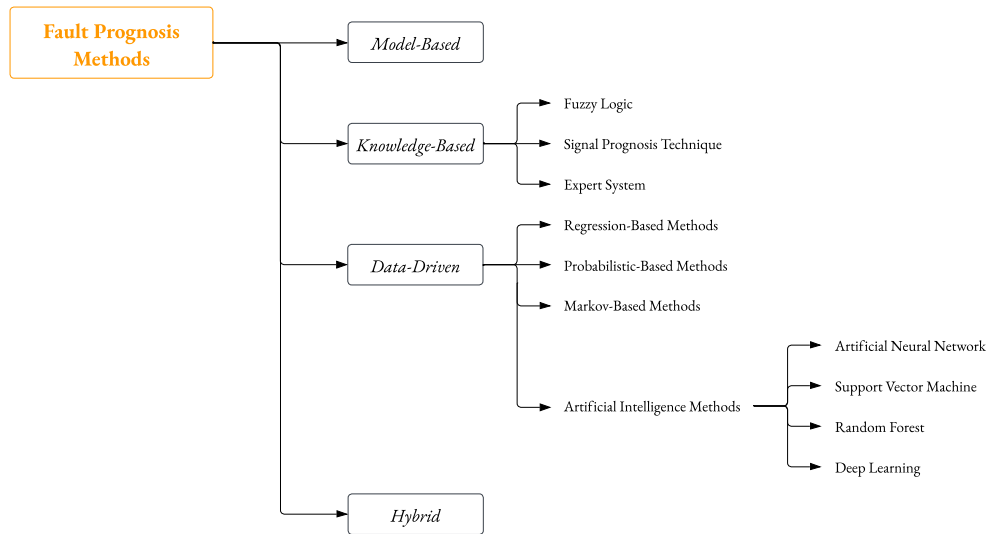 Fault Prognosis
Methods
Model-Based
Knowledge-Based
Fuzzy Logic
Signal Prognosis Technique
Expert System
Data-Driven
Regression-Based Methods
Probabilistic-Based Methods
Markov-Based Methods
Artificial Intelligence Methods
Artificial Neural Network
Support Vector Machine
Random Forest
Deep Learning
Hybrid